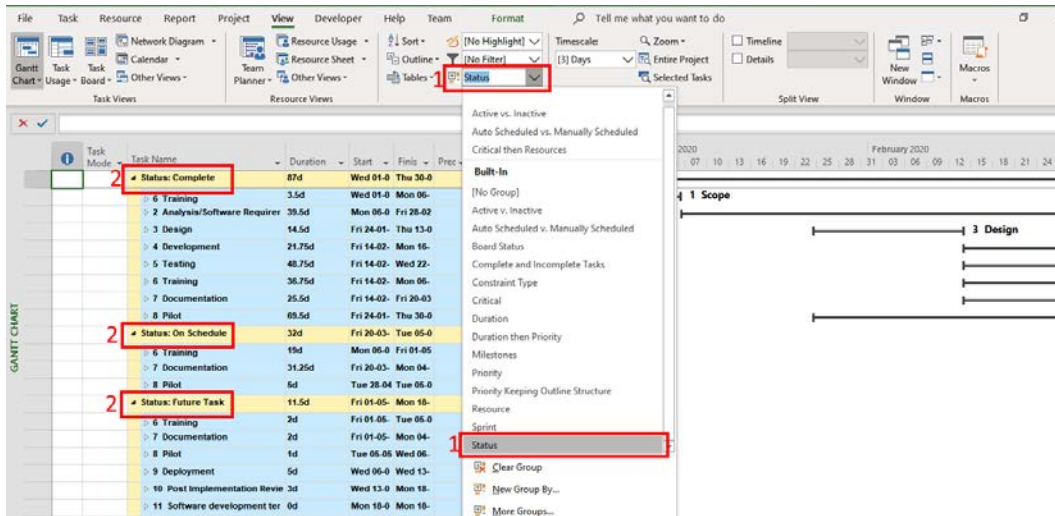 File Task Resource Report Project View Developer Help Team Format Tell me what you want to do
Network Diagram
Calendar
Other Views
Gantt Chart
Task Usage
Task Board
Task Views
Team Planner
Resource Usage
Resource Sheet
Other Views
Resource Views
Sort
Outline
Tables
[No Highlight]
[No Filter]
1 Status
Timescale
[3] Days
Zoom
Entire Project
Selected Tasks
Timeline
Details
Split View
New Window
Window
Macros
Macros
Task Mode Task Name Duration Start Finis Prec
2 Status: Complete 87d Wed 01-0 Thu 30-0
6 Training 3.5d Wed 01-0 Mon 06-
2 Analysis/Software Requirer 39.5d Mon 06-0 Fri 28-02
3 Design 14.5d Fri 24-01- Thu 13-0
4 Development 21.75d Fri 14-02- Mon 16-
5 Testing 48.75d Fri 14-02- Wed 22-
6 Training 36.75d Fri 14-02- Mon 06-
7 Documentation 25.5d Fri 14-02- Fri 20-03
8 Pilot 69.5d Fri 24-01- Thu 30-0
2 Status: On Schedule 32d Fri 20-03- Tue 05-0
6 Training 19d Mon 06-0 Fri 01-05
7 Documentation 31.25d Fri 20-03- Mon 04-
8 Pilot 5d Tue 28-04 Tue 05-0
2 Status: Future Task 11.5d Fri 01-05- Mon 18-
6 Training 2d Fri 01-05- Tue 05-0
7 Documentation 2d Fri 01-05- Mon 04-
8 Pilot 1d Tue 05-05 Wed 06-
9 Deployment 5d Wed 06-0 Wed 13-
10 Post Implementation Revie 3d Wed 13-0 Mon 18-
11 Software development ter 0d Mon 18-0 Mon 18-
GANTT CHART
Active vs. Inactive
Auto Scheduled vs. Manually Scheduled
Critical then Resources
Built-In
[No Group]
Active v. Inactive
Auto Scheduled v. Manually Scheduled
Board Status
Complete and Incomplete Tasks
Constraint Type
Critical
Duration
Duration then Priority
Milestones
Priority
Priority Keeping Outline Structure
Resource
Sprint
1 Status
Clear Group
New Group By...
More Groups...
2020 February 2020
07 10 13 16 19 22 25 28 31 03 06 09 12 15 18 21 24
1 Scope
3 Design